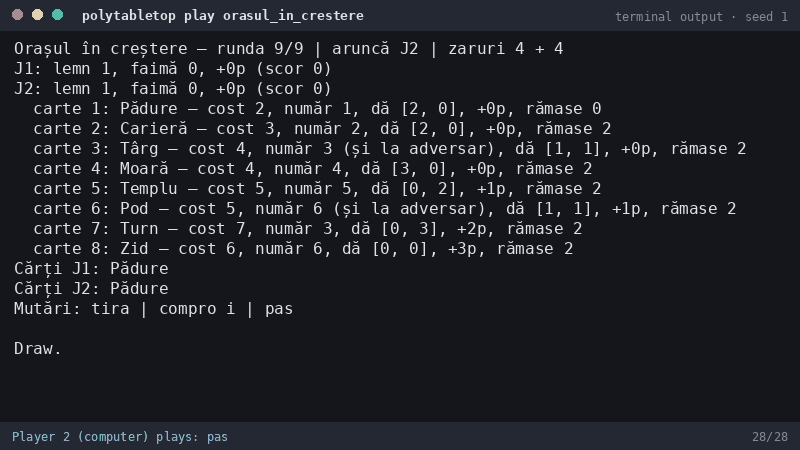 polytabletop play orasul_in_crestere
terminal output · seed 1
Orașul în creștere — runda 9/9 | aruncă J2 | zaruri 4 + 4
J1: lemn 1, faimă 0, +0p (scor 0)
J2: lemn 1, faimă 0, +0p (scor 0)
carte 1: Pădure — cost 2, număr 1, dă [2, 0], +0p, rămase 0
carte 2: Carieră — cost 3, număr 2, dă [2, 0], +0p, rămase 2
carte 3: Târg — cost 4, număr 3 (și la adversar), dă [1, 1], +0p, rămase 2
carte 4: Moară — cost 4, număr 4, dă [3, 0], +0p, rămase 2
carte 5: Templu — cost 5, număr 5, dă [0, 2], +1p, rămase 2
carte 6: Pod — cost 5, număr 6 (și la adversar), dă [1, 1], +1p, rămase 2
carte 7: Turn — cost 7, număr 3, dă [0, 3], +2p, rămase 2
carte 8: Zid — cost 6, număr 6, dă [0, 0], +3p, rămase 2
Cărți J1: Pădure
Cărți J2: Pădure
Mutări: tira | compro i | pas
Draw.
Player 2 (computer) plays: pas
28/28